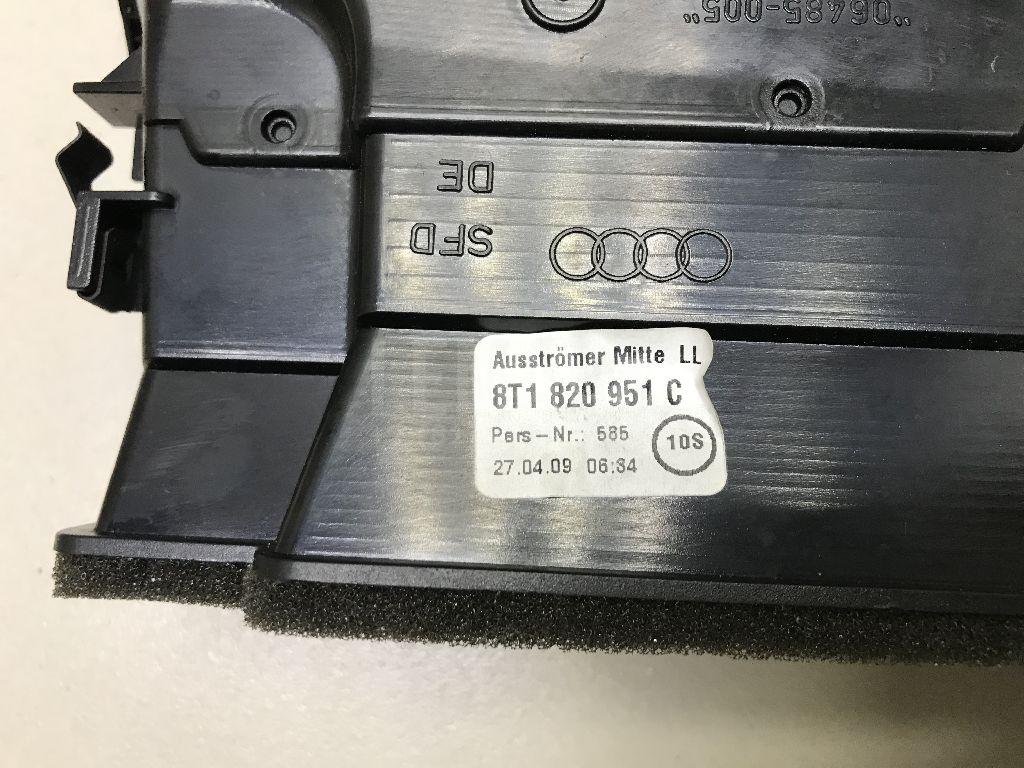 "06485-005"
DE
SFD
Ausströmer Mitte LL
8T1 820 951 C
Pers-Nr.: 585
10S
27.04.09 06:34